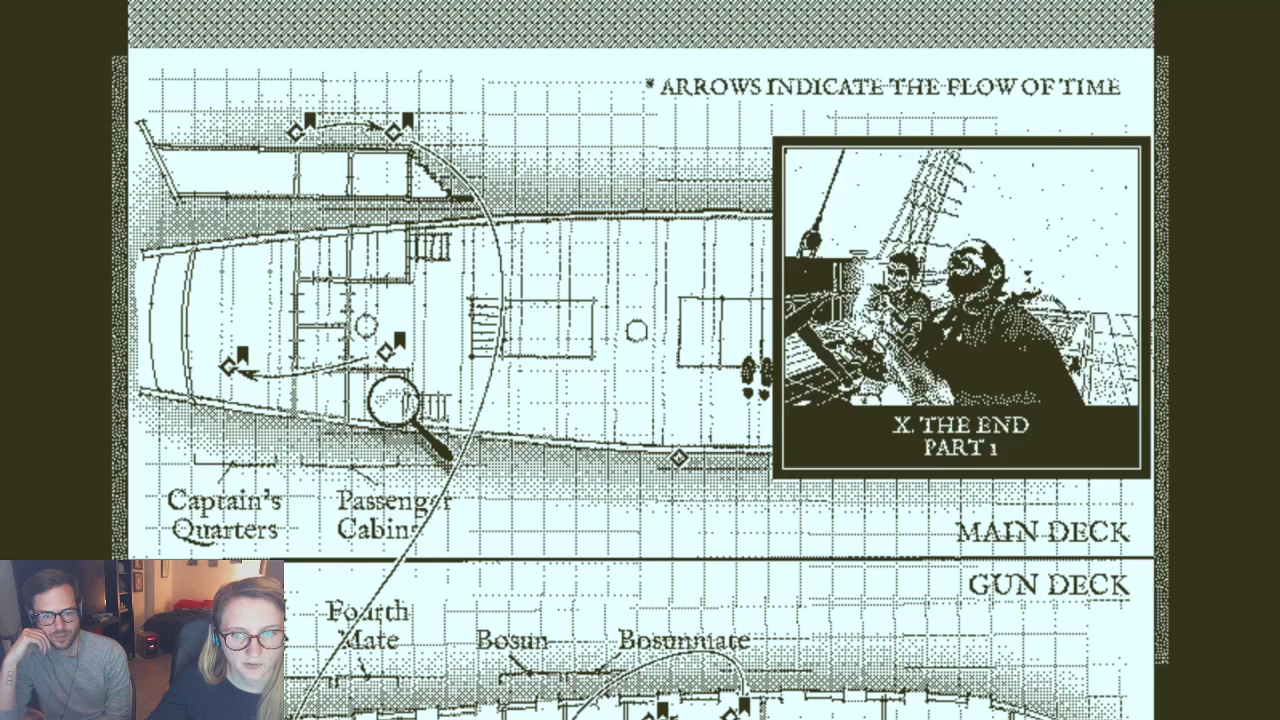 * ARROWS INDICATE THE FLOW OF TIME
X. THE END
PART 1
Captain's
Quarters
Passenger
Cabins
MAIN DECK
GUN DECK
Fourth
Mate
Bosun
Bosunmate